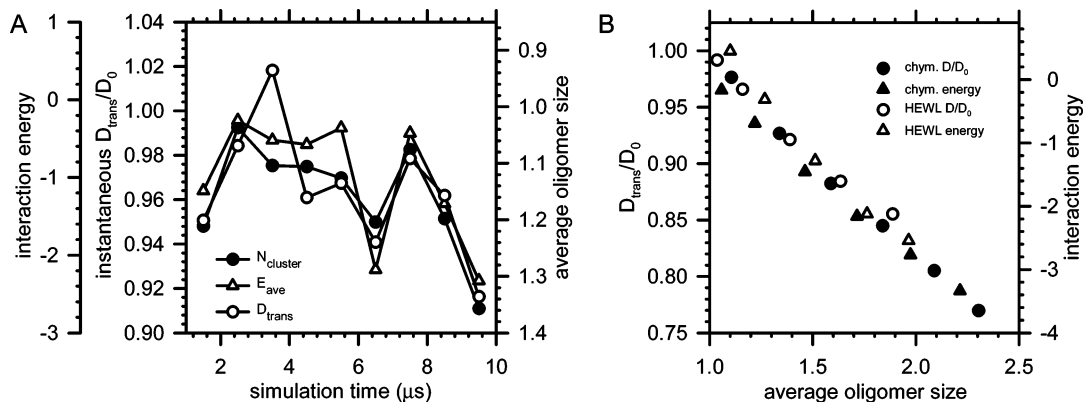 A
interaction energy
1
0
-1
-2
-3
instantaneous D_trans/D_0
1.04
1.02
1.00
0.98
0.96
0.94
0.92
0.90
N_cluster
E_ave
D_trans
2
4
6
8
10
simulation time (μs)
0.9
1.0
1.1
1.2
1.3
1.4
average oligomer size
B
D_trans/D_0
1.00
0.95
0.90
0.85
0.80
0.75
chym. D/D_0
chym. energy
HEWL D/D_0
HEWL energy
1.0
1.5
2.0
2.5
average oligomer size
0
-1
-2
-3
-4
interaction energy